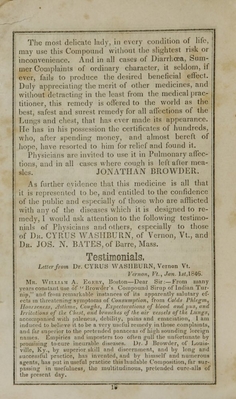 The most delicate lady, in every condition of life,
may use this Compound without the slightest risk or
inconvenience. And in all cases of Diarrhœa, Sum-
mer Complaints of ordinary character, it seldom, if
ever, fails to produce the desired beneficial effect.
Duly appreciating the merit of other medicines, and
without detracting in the least from the medical prac-
titioner, this remedy is offered to the world as the
best, safest and surest remedy for all affections of the
Lungs and chest, that has ever made its appearance.
He has in his possession the certificates of hundreds,
who, after spending money, and almost bereft of
hope, have resorted to him for relief and found it.
Physicians are invited to use it in Pulmonary affec-
tions, and in all cases where cough is left after mea-
sles. JONATHAN BROWDER.
As further evidence that this medicine is all that
it is represented to be, and entitled to the confidence
of the public and especially of those who are afflicted
with any of the diseases which it is designed to re-
medy, I would ask attention to the following testimo-
nials of Physicians and others, especially to those
of DR. CYRUS WASHBURN, of Vernon, Vt., and
DR. JOS. N. BATES, of Barre, Mass.
Testimonials.
Letter from DR. CYRUS WASHBURN, Vernon Vt.
Vernon, Vt., Jan. 1st, 1846.
MR. WILLIAM A. Boston—Dear Sir:—From many
years constant use of "Browder's Compound Syrup of Indian Tur-
nip," and from remarkable instances of its apparently salutary ef-
fects in threatening symptoms of Consumption, from Colds, Phthisic,
Hoarseness, Asthma, Coughs, Expectorations of blood and pus, and
Irritations of the Chest, and branches of the air vessels of the Lungs,
accompanied with paleness, debility, pains and emaciation, I am
induced to believe it to be a very useful remedy in those complaints,
and far superior to the pretended panaceas of high sounding foreign
names. Empirics and impostors too often gull the unfortunate by
promising to cure incurable diseases. Dr. J Browder, of Louis-
ville, Ky., by superior skill and discernment, and by long and
successful practice, has invented, and by himself and numerous
agents, has put in useful practice this laudable Composition, far sur-
passing in usefulness, the multitudinous, pretended cure-alls of
the present day.